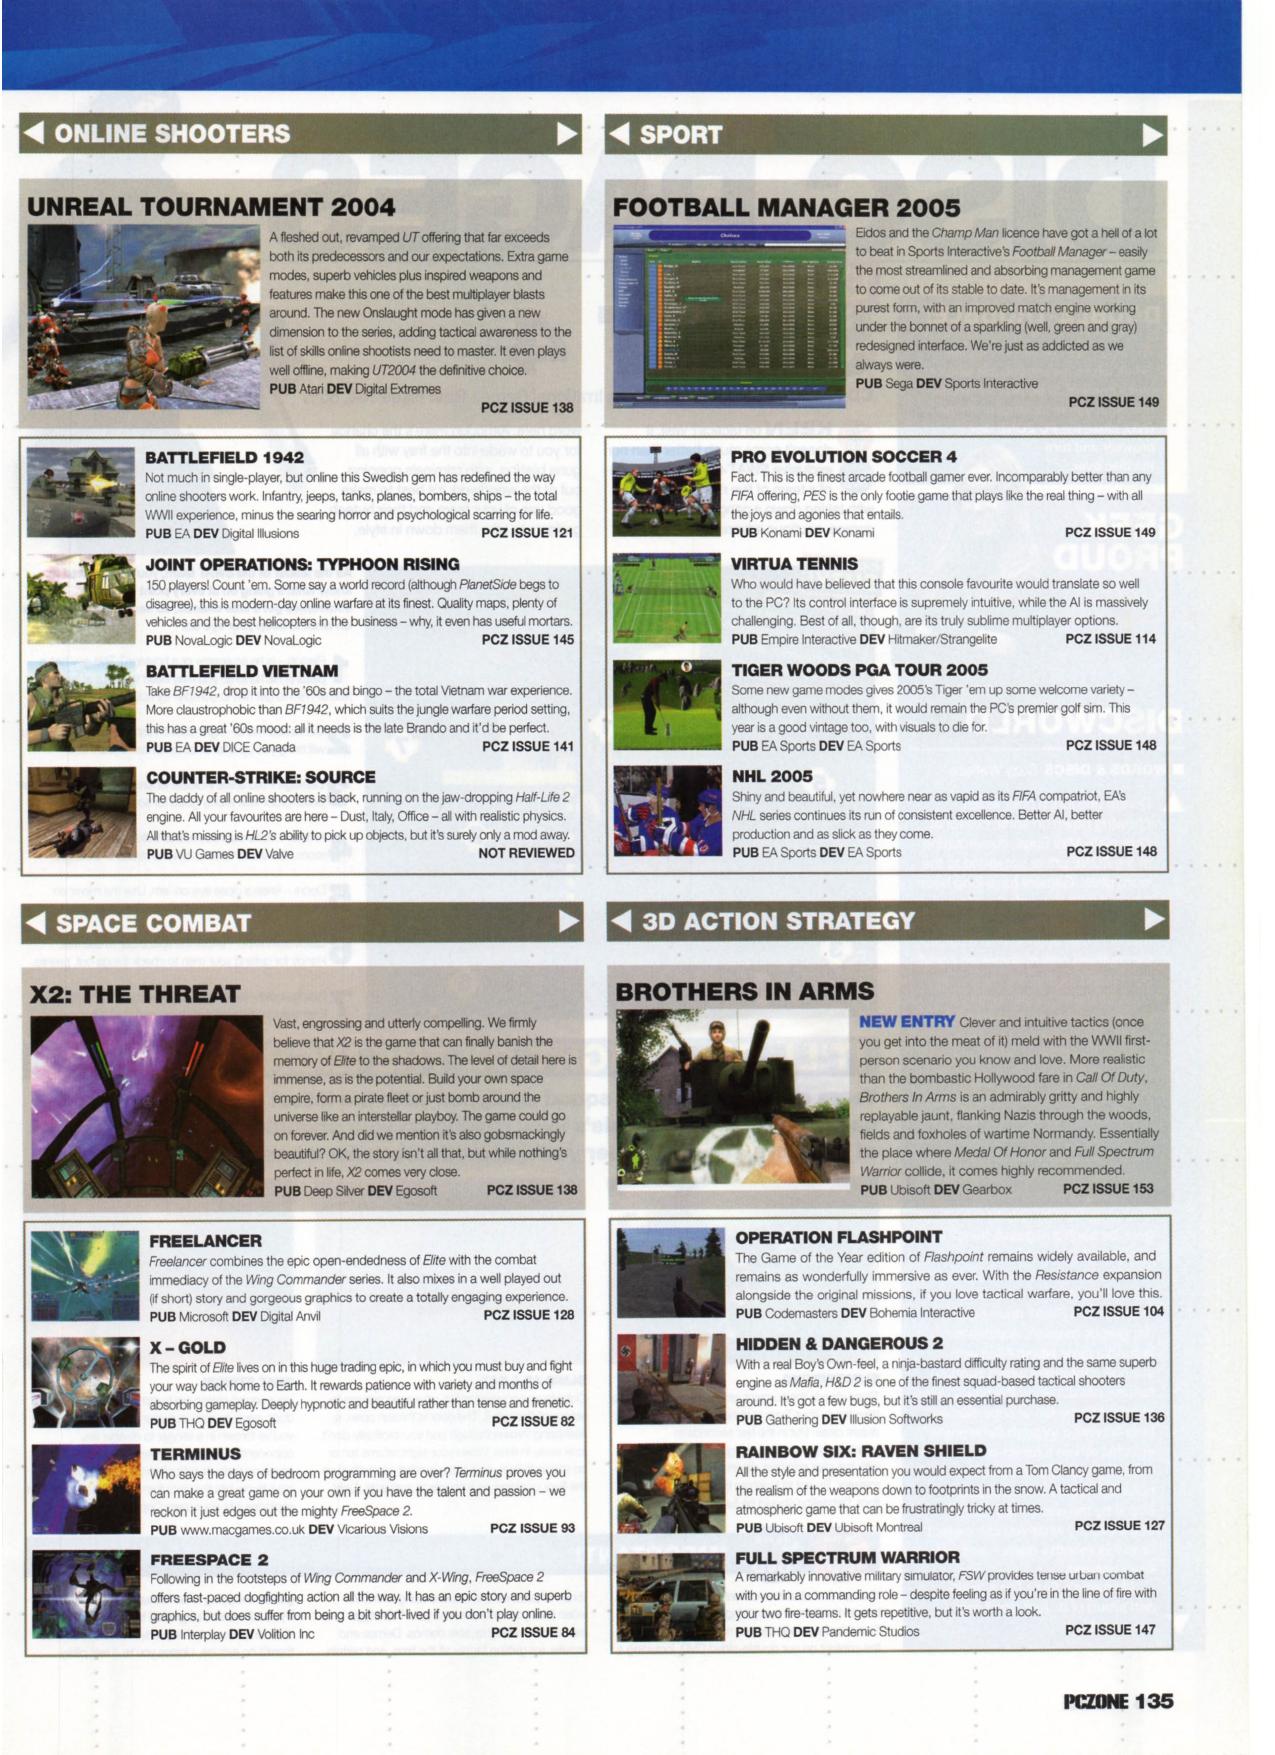 ONLINE SHOOTERS
UNREAL TOURNAMENT 2004
A fleshed out, revamped UT offering that far exceeds
both its predecessors and our expectations. Extra game
modes, superb vehicles plus inspired weapons and
features make this one of the best multiplayer blasts
around. The new Onslaught mode has given a new
dimension to the series, adding tactical awareness to the
list of skills online shootists need to master. It even plays
well offline, making UT2004 the definitive choice.
PUB Atari DEV Digital Extremes
PCZ ISSUE 138
BATTLEFIELD 1942
Not much in single-player, but online this Swedish gem has redefined the way
online shooters work. Infantry, jeeps, tanks, planes, bombers, ships – the total
WWII experience, minus the searing horror and psychological scarring for life.
PUB EA DEV Digital Illusions PCZ ISSUE 121
JOINT OPERATIONS: TYPHOON RISING
150 players! Count 'em. Some say a world record (although PlanetSide begs to
disagree), this is modern-day online warfare at its finest. Quality maps, plenty of
vehicles and the best helicopters in the business – why, it even has useful mortars.
PUB NovaLogic DEV NovaLogic PCZ ISSUE 145
BATTLEFIELD VIETNAM
Take BF1942, drop it into the '60s and bingo – the total Vietnam war experience.
More claustrophobic than BF1942, which suits the jungle warfare period setting,
this has a great '60s mood: all it needs is the late Brando and it'd be perfect.
PUB EA DEV DICE Canada PCZ ISSUE 141
COUNTER-STRIKE: SOURCE
The daddy of all online shooters is back, running on the jaw-dropping Half-Life 2
engine. All your favourites are here – Dust, Italy, Office – all with realistic physics.
All that's missing is HL2's ability to pick up objects, but it's surely only a mod away.
PUB VU Games DEV Valve NOT REVIEWED
SPORT
FOOTBALL MANAGER 2005
Chelsea
Eidos and the Champ Man licence have got a hell of a lot
to beat in Sports Interactive's Football Manager – easily
the most streamlined and absorbing management game
to come out of its stable to date. It's management in its
purest form, with an improved match engine working
under the bonnet of a sparkling (well, green and gray)
redesigned interface. We're just as addicted as we
always were.
PUB Sega DEV Sports Interactive
PCZ ISSUE 149
PRO EVOLUTION SOCCER 4
Fact. This is the finest arcade football gamer ever. Incomparably better than any
FIFA offering, PES is the only footie game that plays like the real thing – with all
the joys and agonies that entails.
PUB Konami DEV Konami PCZ ISSUE 149
VIRTUA TENNIS
Who would have believed that this console favourite would translate so well
to the PC? Its control interface is supremely intuitive, while the AI is massively
challenging. Best of all, though, are its truly sublime multiplayer options.
PUB Empire Interactive DEV Hitmaker/Strangelite PCZ ISSUE 114
TIGER WOODS PGA TOUR 2005
Some new game modes gives 2005's Tiger 'em up some welcome variety –
although even without them, it would remain the PC's premier golf sim. This
year is a good vintage too, with visuals to die for.
PUB EA Sports DEV EA Sports PCZ ISSUE 148
NHL 2005
Shiny and beautiful, yet nowhere near as vapid as its FIFA compatriot, EA's
NHL series continues its run of consistent excellence. Better AI, better
production and as slick as they come.
PUB EA Sports DEV EA Sports PCZ ISSUE 148
SPACE COMBAT
X2: THE THREAT
Vast, engrossing and utterly compelling. We firmly
believe that X2 is the game that can finally banish the
memory of Elite to the shadows. The level of detail here is
immense, as is the potential. Build your own space
empire, form a pirate fleet or just bomb around the
universe like an interstellar playboy. The game could go
on forever. And did we mention it's also gobsmackingly
beautiful? OK, the story isn't all that, but while nothing's
perfect in life, X2 comes very close.
PUB Deep Silver DEV Egosoft PCZ ISSUE 138
FREELANCER
Freelancer combines the epic open-endedness of Elite with the combat
immediacy of the Wing Commander series. It also mixes in a well played out
(if short) story and gorgeous graphics to create a totally engaging experience.
PUB Microsoft DEV Digital Anvil PCZ ISSUE 128
X – GOLD
The spirit of Elite lives on in this huge trading epic, in which you must buy and fight
your way back home to Earth. It rewards patience with variety and months of
absorbing gameplay. Deeply hypnotic and beautiful rather than tense and frenetic.
PUB THQ DEV Egosoft PCZ ISSUE 82
TERMINUS
Who says the days of bedroom programming are over? Terminus proves you
can make a great game on your own if you have the talent and passion – we
reckon it just edges out the mighty FreeSpace 2.
PUB www.macgames.co.uk DEV Vicarious Visions PCZ ISSUE 93
FREESPACE 2
Following in the footsteps of Wing Commander and X-Wing, FreeSpace 2
offers fast-paced dogfighting action all the way. It has an epic story and superb
graphics, but does suffer from being a bit short-lived if you don't play online.
PUB Interplay DEV Volition Inc PCZ ISSUE 84
3D ACTION STRATEGY
BROTHERS IN ARMS
NEW ENTRY Clever and intuitive tactics (once
you get into the meat of it) meld with the WWII first-
person scenario you know and love. More realistic
than the bombastic Hollywood fare in Call Of Duty,
Brothers In Arms is an admirably gritty and highly
replayable jaunt, flanking Nazis through the woods,
fields and foxholes of wartime Normandy. Essentially
the place where Medal Of Honor and Full Spectrum
Warrior collide, it comes highly recommended.
PUB Ubisoft DEV Gearbox PCZ ISSUE 153
OPERATION FLASHPOINT
The Game of the Year edition of Flashpoint remains widely available, and
remains as wonderfully immersive as ever. With the Resistance expansion
alongside the original missions, if you love tactical warfare, you'll love this.
PUB Codemasters DEV Bohemia Interactive PCZ ISSUE 104
HIDDEN & DANGEROUS 2
With a real Boy's Own-feel, a ninja-bastard difficulty rating and the same superb
engine as Mafia, H&D 2 is one of the finest squad-based tactical shooters
around. It's got a few bugs, but it's still an essential purchase.
PUB Gathering DEV Illusion Softworks PCZ ISSUE 136
RAINBOW SIX: RAVEN SHIELD
All the style and presentation you would expect from a Tom Clancy game, from
the realism of the weapons down to footprints in the snow. A tactical and
atmospheric game that can be frustratingly tricky at times.
PUB Ubisoft DEV Ubisoft Montreal PCZ ISSUE 127
FULL SPECTRUM WARRIOR
A remarkably innovative military simulator, FSW provides tense urban combat
with you in a commanding role – despite feeling as if you're in the line of fire with
your two fire-teams. It gets repetitive, but it's worth a look.
PUB THQ DEV Pandemic Studios PCZ ISSUE 147
PCZONE 135